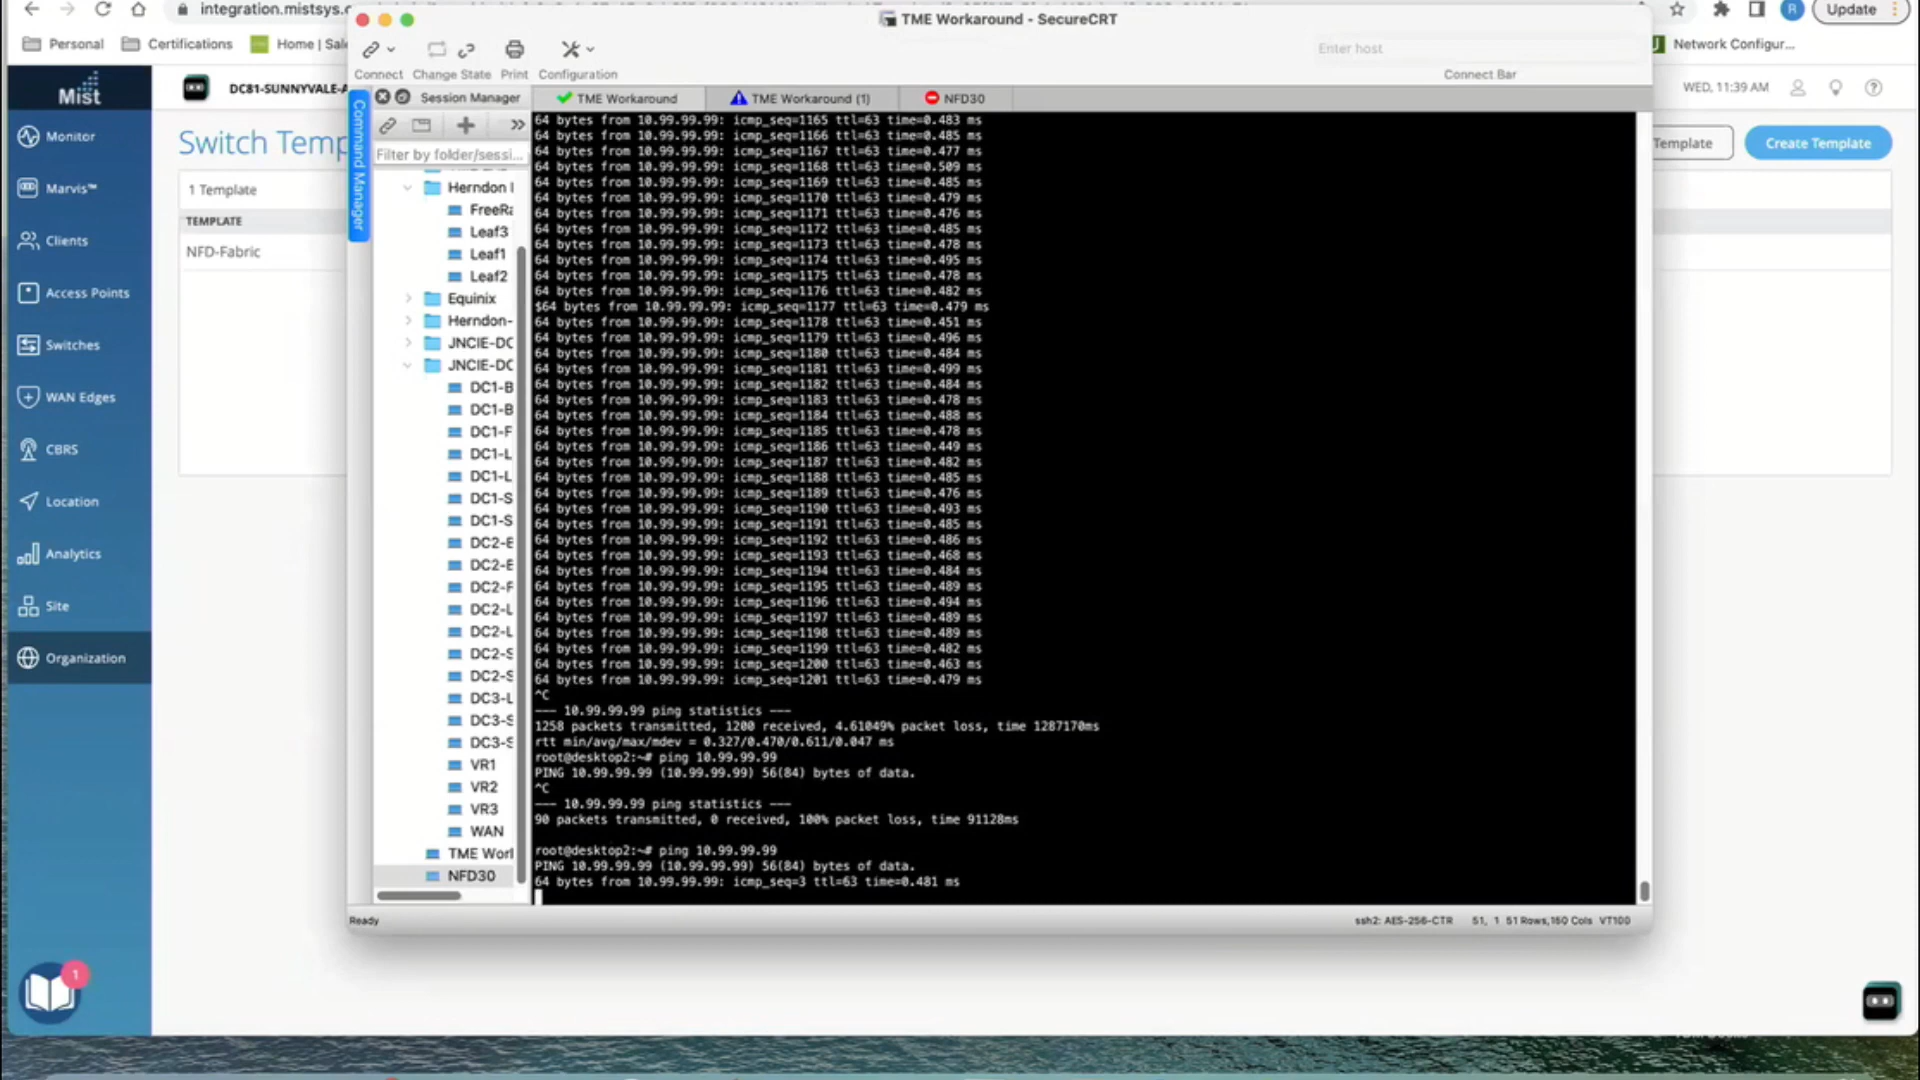 TME Workaround - SecureCRT
Update
Personal
Certifications
Network Configur...
Enter host
Connect
Change State
Print
Configuration
Connect Bar
Mist
DC81-SUNNYVALE-
WED, 11:39 AM
Session Manager
TME Workaround
TME Workaround (1)
NFD30
Command Manager
Filter by folder/sessi...
Monitor
Marvis™
Clients
Access Points
Switches
WAN Edges
CBRS
Location
Analytics
Site
Organization
1
Switch Temp
Template
Create Template
1 Template
TEMPLATE
NFD-Fabric
Herndon
FreeRa
Leaf3
Leaf1
Leaf2
Equinix
Herndon-
JNCIE-DC
JNCIE-DC
DC1-B
DC1-B
DC1-F
DC1-L
DC1-L
DC1-S
DC1-S
DC2-E
DC2-E
DC2-F
DC2-L
DC2-L
DC2-S
DC2-S
DC3-L
DC3-S
DC3-S
VR1
VR2
VR3
WAN
TME Worl
NFD30
64 bytes from 10.99.99.99: icmp_seq=1165 ttl=63 time=0.483 ms
64 bytes from 10.99.99.99: icmp_seq=1166 ttl=63 time=0.485 ms
64 bytes from 10.99.99.99: icmp_seq=1167 ttl=63 time=0.477 ms
64 bytes from 10.99.99.99: icmp_seq=1168 ttl=63 time=0.509 ms
64 bytes from 10.99.99.99: icmp_seq=1169 ttl=63 time=0.485 ms
64 bytes from 10.99.99.99: icmp_seq=1170 ttl=63 time=0.479 ms
64 bytes from 10.99.99.99: icmp_seq=1171 ttl=63 time=0.476 ms
64 bytes from 10.99.99.99: icmp_seq=1172 ttl=63 time=0.485 ms
64 bytes from 10.99.99.99: icmp_seq=1173 ttl=63 time=0.478 ms
64 bytes from 10.99.99.99: icmp_seq=1174 ttl=63 time=0.495 ms
64 bytes from 10.99.99.99: icmp_seq=1175 ttl=63 time=0.478 ms
64 bytes from 10.99.99.99: icmp_seq=1176 ttl=63 time=0.482 ms
$64 bytes from 10.99.99.99: icmp_seq=1177 ttl=63 time=0.479 ms
64 bytes from 10.99.99.99: icmp_seq=1178 ttl=63 time=0.451 ms
64 bytes from 10.99.99.99: icmp_seq=1179 ttl=63 time=0.496 ms
64 bytes from 10.99.99.99: icmp_seq=1180 ttl=63 time=0.484 ms
64 bytes from 10.99.99.99: icmp_seq=1181 ttl=63 time=0.499 ms
64 bytes from 10.99.99.99: icmp_seq=1182 ttl=63 time=0.484 ms
64 bytes from 10.99.99.99: icmp_seq=1183 ttl=63 time=0.478 ms
64 bytes from 10.99.99.99: icmp_seq=1184 ttl=63 time=0.488 ms
64 bytes from 10.99.99.99: icmp_seq=1185 ttl=63 time=0.478 ms
64 bytes from 10.99.99.99: icmp_seq=1186 ttl=63 time=0.449 ms
64 bytes from 10.99.99.99: icmp_seq=1187 ttl=63 time=0.482 ms
64 bytes from 10.99.99.99: icmp_seq=1188 ttl=63 time=0.485 ms
64 bytes from 10.99.99.99: icmp_seq=1189 ttl=63 time=0.476 ms
64 bytes from 10.99.99.99: icmp_seq=1190 ttl=63 time=0.493 ms
64 bytes from 10.99.99.99: icmp_seq=1191 ttl=63 time=0.485 ms
64 bytes from 10.99.99.99: icmp_seq=1192 ttl=63 time=0.486 ms
64 bytes from 10.99.99.99: icmp_seq=1193 ttl=63 time=0.468 ms
64 bytes from 10.99.99.99: icmp_seq=1194 ttl=63 time=0.484 ms
64 bytes from 10.99.99.99: icmp_seq=1195 ttl=63 time=0.489 ms
64 bytes from 10.99.99.99: icmp_seq=1196 ttl=63 time=0.494 ms
64 bytes from 10.99.99.99: icmp_seq=1197 ttl=63 time=0.489 ms
64 bytes from 10.99.99.99: icmp_seq=1198 ttl=63 time=0.489 ms
64 bytes from 10.99.99.99: icmp_seq=1199 ttl=63 time=0.482 ms
64 bytes from 10.99.99.99: icmp_seq=1200 ttl=63 time=0.463 ms
64 bytes from 10.99.99.99: icmp_seq=1201 ttl=63 time=0.479 ms
^C
--- 10.99.99.99 ping statistics ---
1258 packets transmitted, 1200 received, 4.61049% packet loss, time 1287170ms
rtt min/avg/max/mdev = 0.327/0.470/0.611/0.047 ms
root@desktop2:~# ping 10.99.99.99
PING 10.99.99.99 (10.99.99.99) 56(84) bytes of data.
^C
--- 10.99.99.99 ping statistics ---
90 packets transmitted, 0 received, 100% packet loss, time 91128ms
root@desktop2:~# ping 10.99.99.99
PING 10.99.99.99 (10.99.99.99) 56(84) bytes of data.
64 bytes from 10.99.99.99: icmp_seq=3 ttl=63 time=0.481 ms
Ready
ssh2: AES-256-CTR
51, 1
51 Rows,160 Cols
VT100